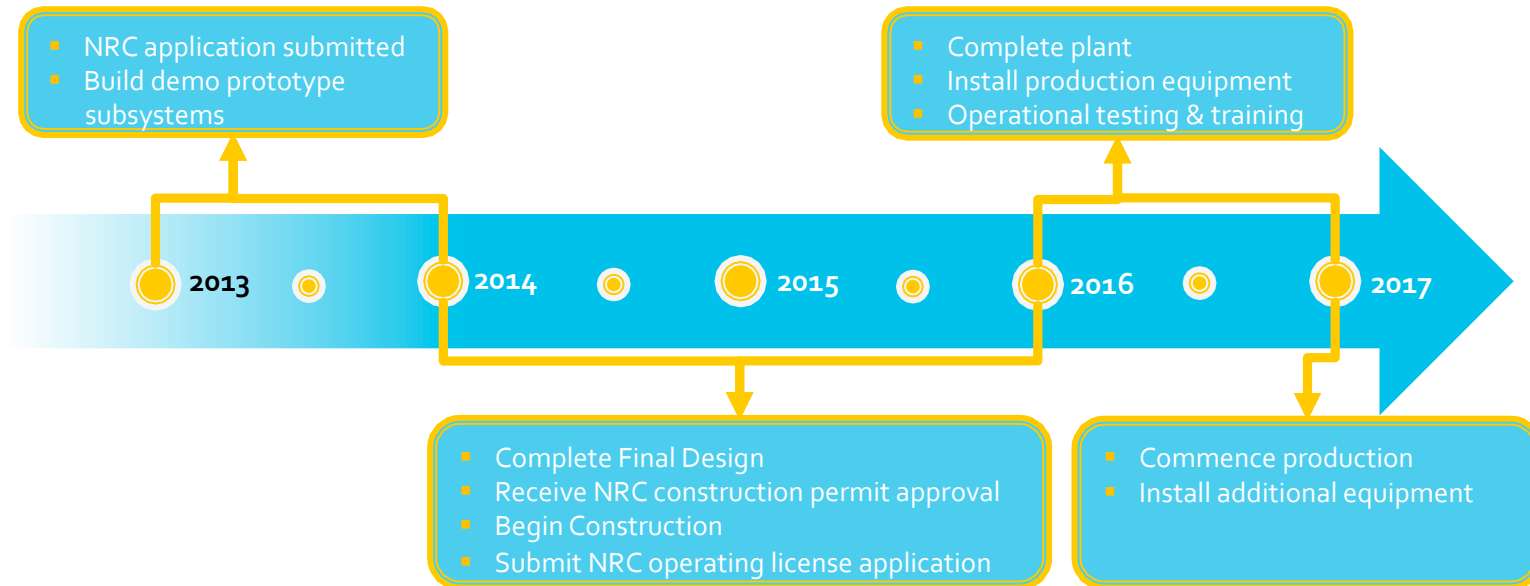 ▪ NRC application submitted
▪ Build demo prototype
subsystems
▪ Complete plant
▪ Install production equipment
▪ Operational testing & training
2013
2014
2015
2016
2017
▪ Complete Final Design
▪ Receive NRC construction permit approval
▪ Begin Construction
▪ Submit NRC operating license application
▪ Commence production
▪ Install additional equipment